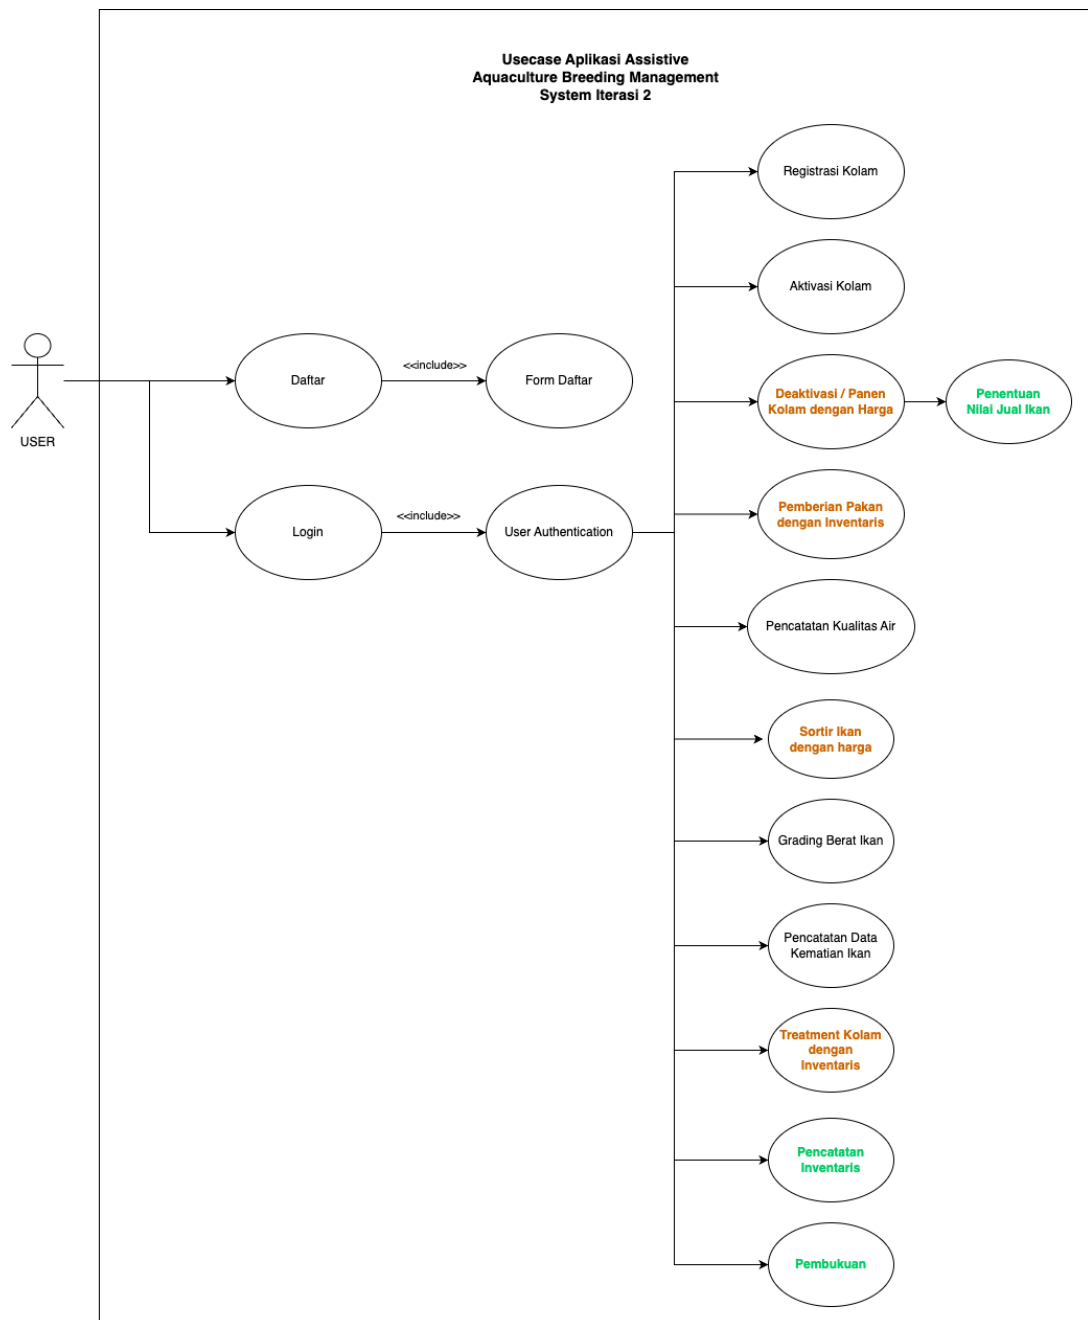 Usecase Aplikasi Assistive
Aquaculture Breeding Management
System Iterasi 2
Registrasi Kolam
Aktivasi Kolam
USER
Daftar
<<include>>
Form Daftar
Deaktivasi / Panen
Kolam dengan Harga
Penentuan
Nilai Jual Ikan
Login
<<include>>
User Authentication
Pemberian Pakan
dengan Inventaris
Pencatatan Kualitas Air
Sortir Ikan
dengan harga
Grading Berat Ikan
Pencatatan Data
Kematian Ikan
Treatment Kolam
dengan
Inventaris
Pencatatan
Inventaris
Pembukuan